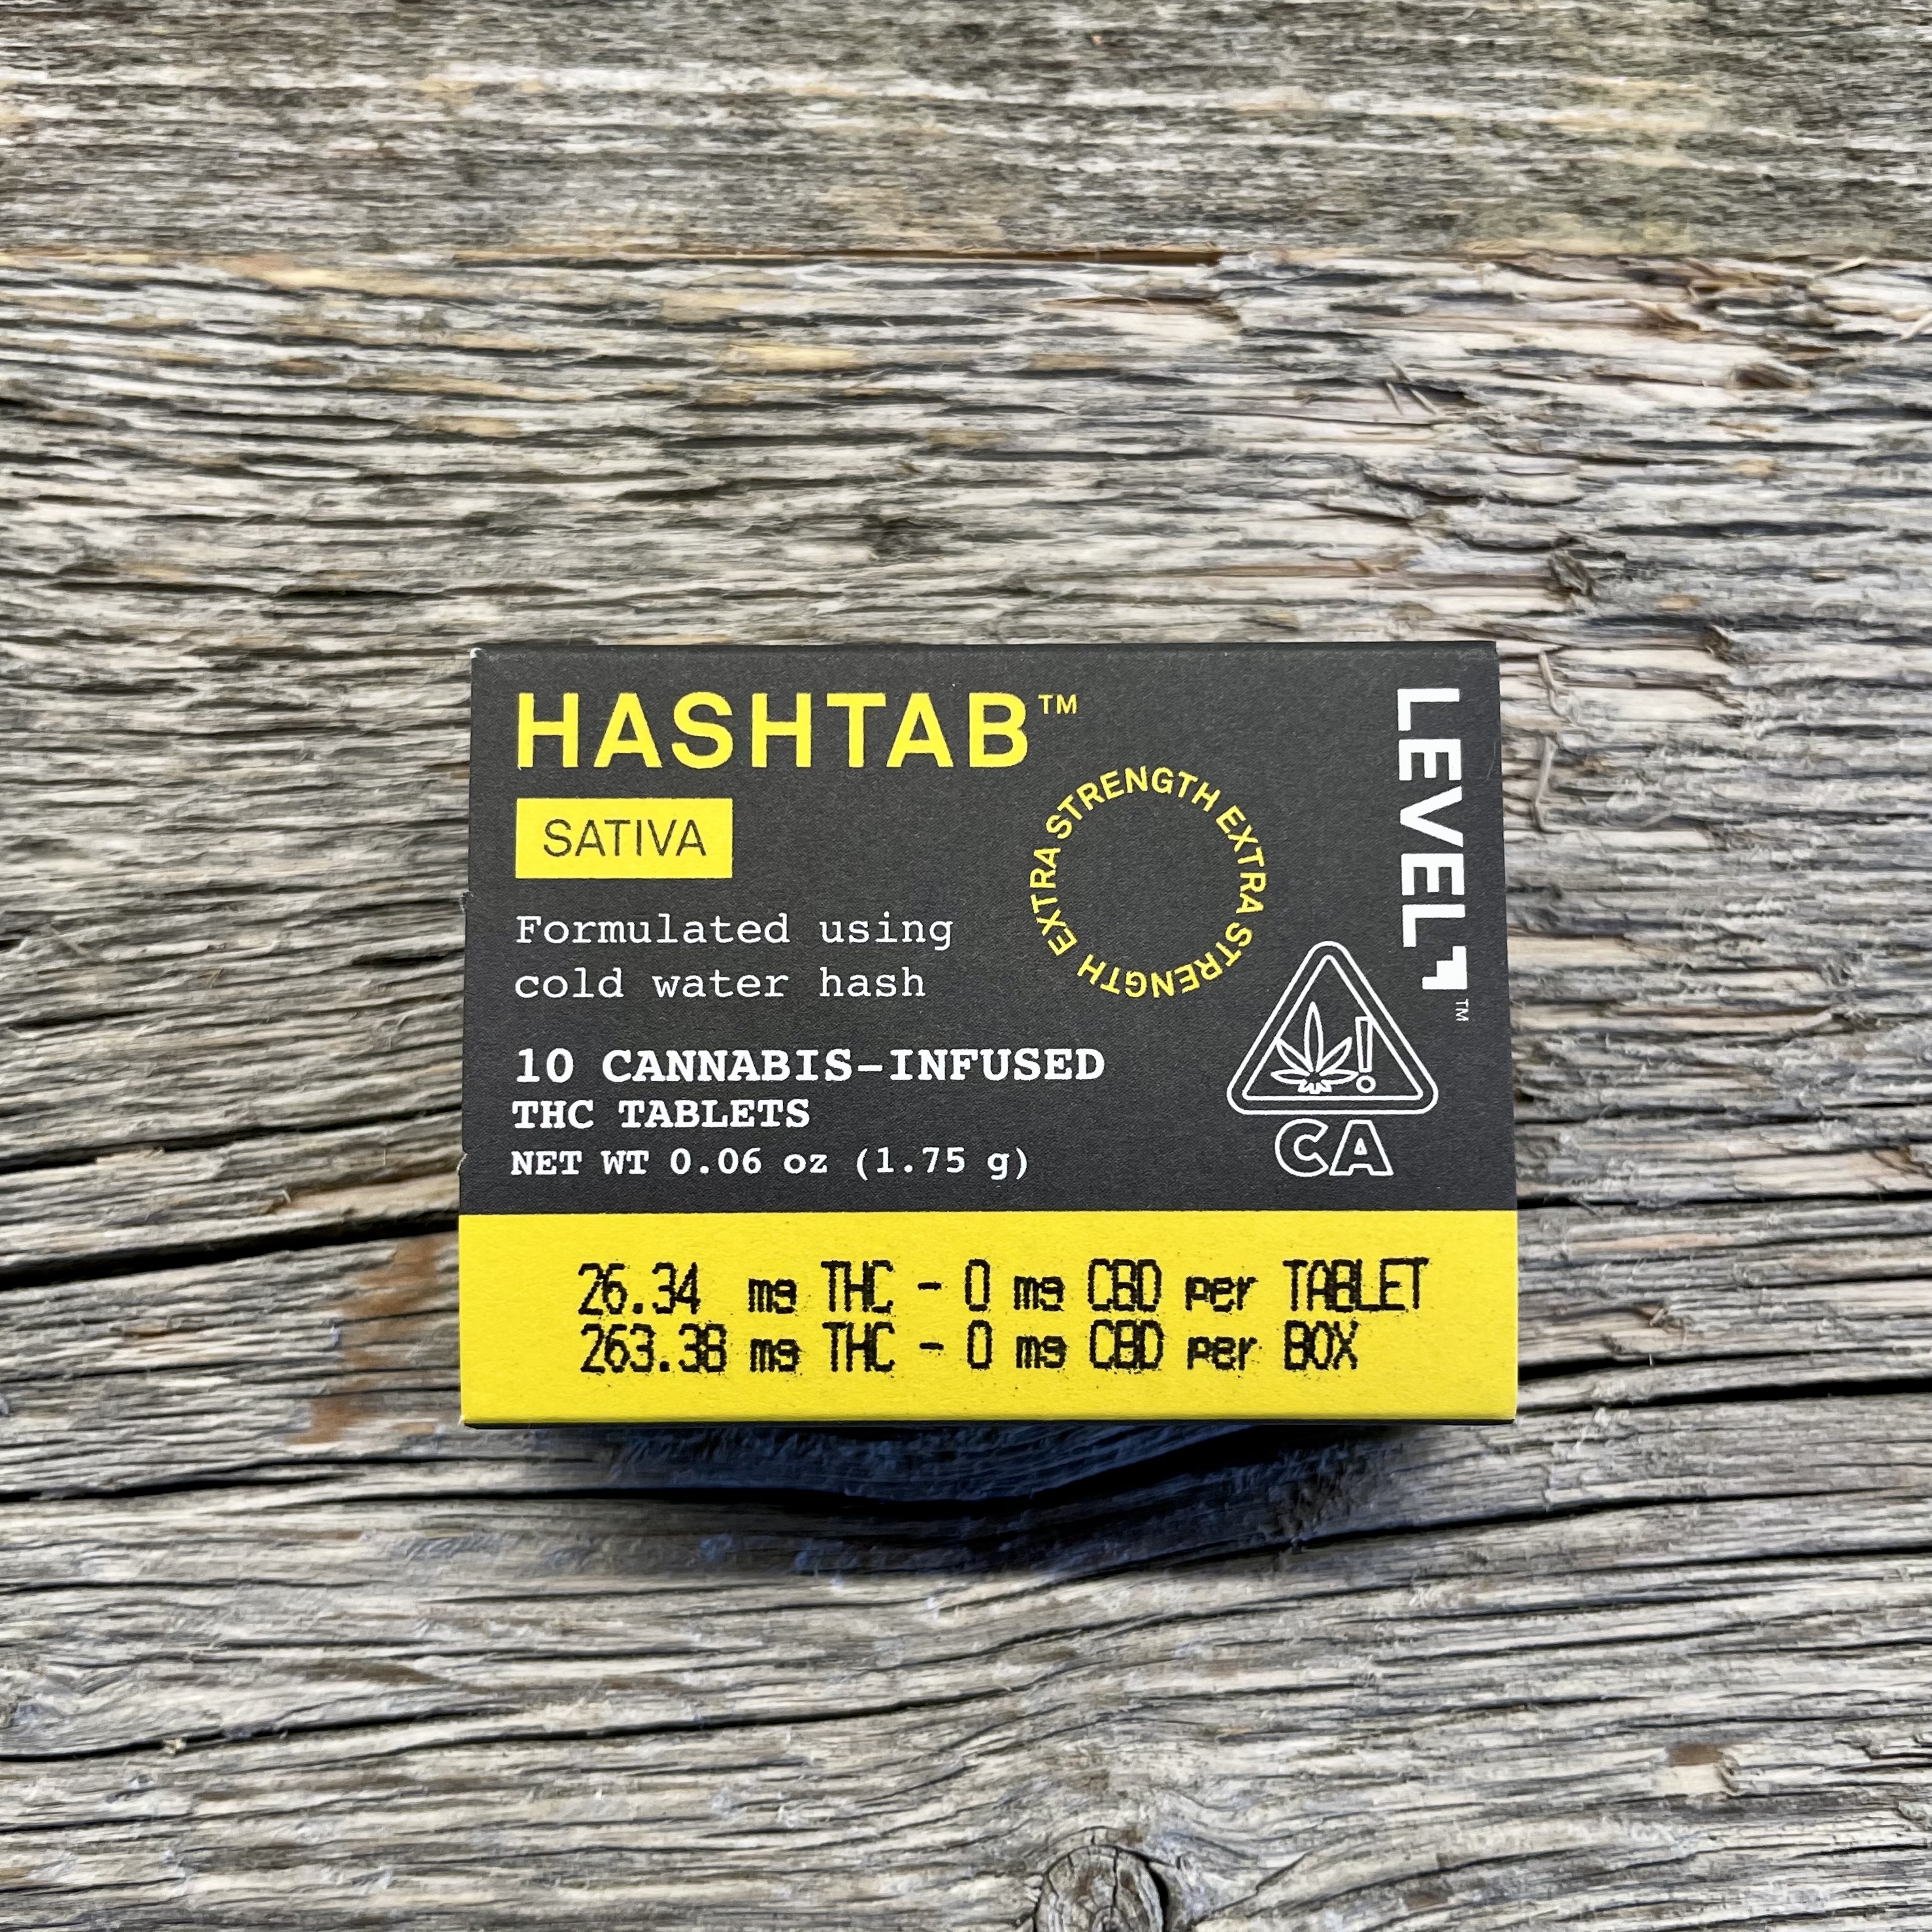 HASHTAB™
SATIVA
EXTRA STRENGTH EXTRA STRENGTH
Formulated using
cold water hash
10 CANNABIS-INFUSED
THC TABLETS
NET WT 0.06 oz (1.75 g)
LEVEL™
!
CA
26.34 mg THC - 0 mg CBD per TABLET
263.38 mg THC - 0 mg CBD per BOX